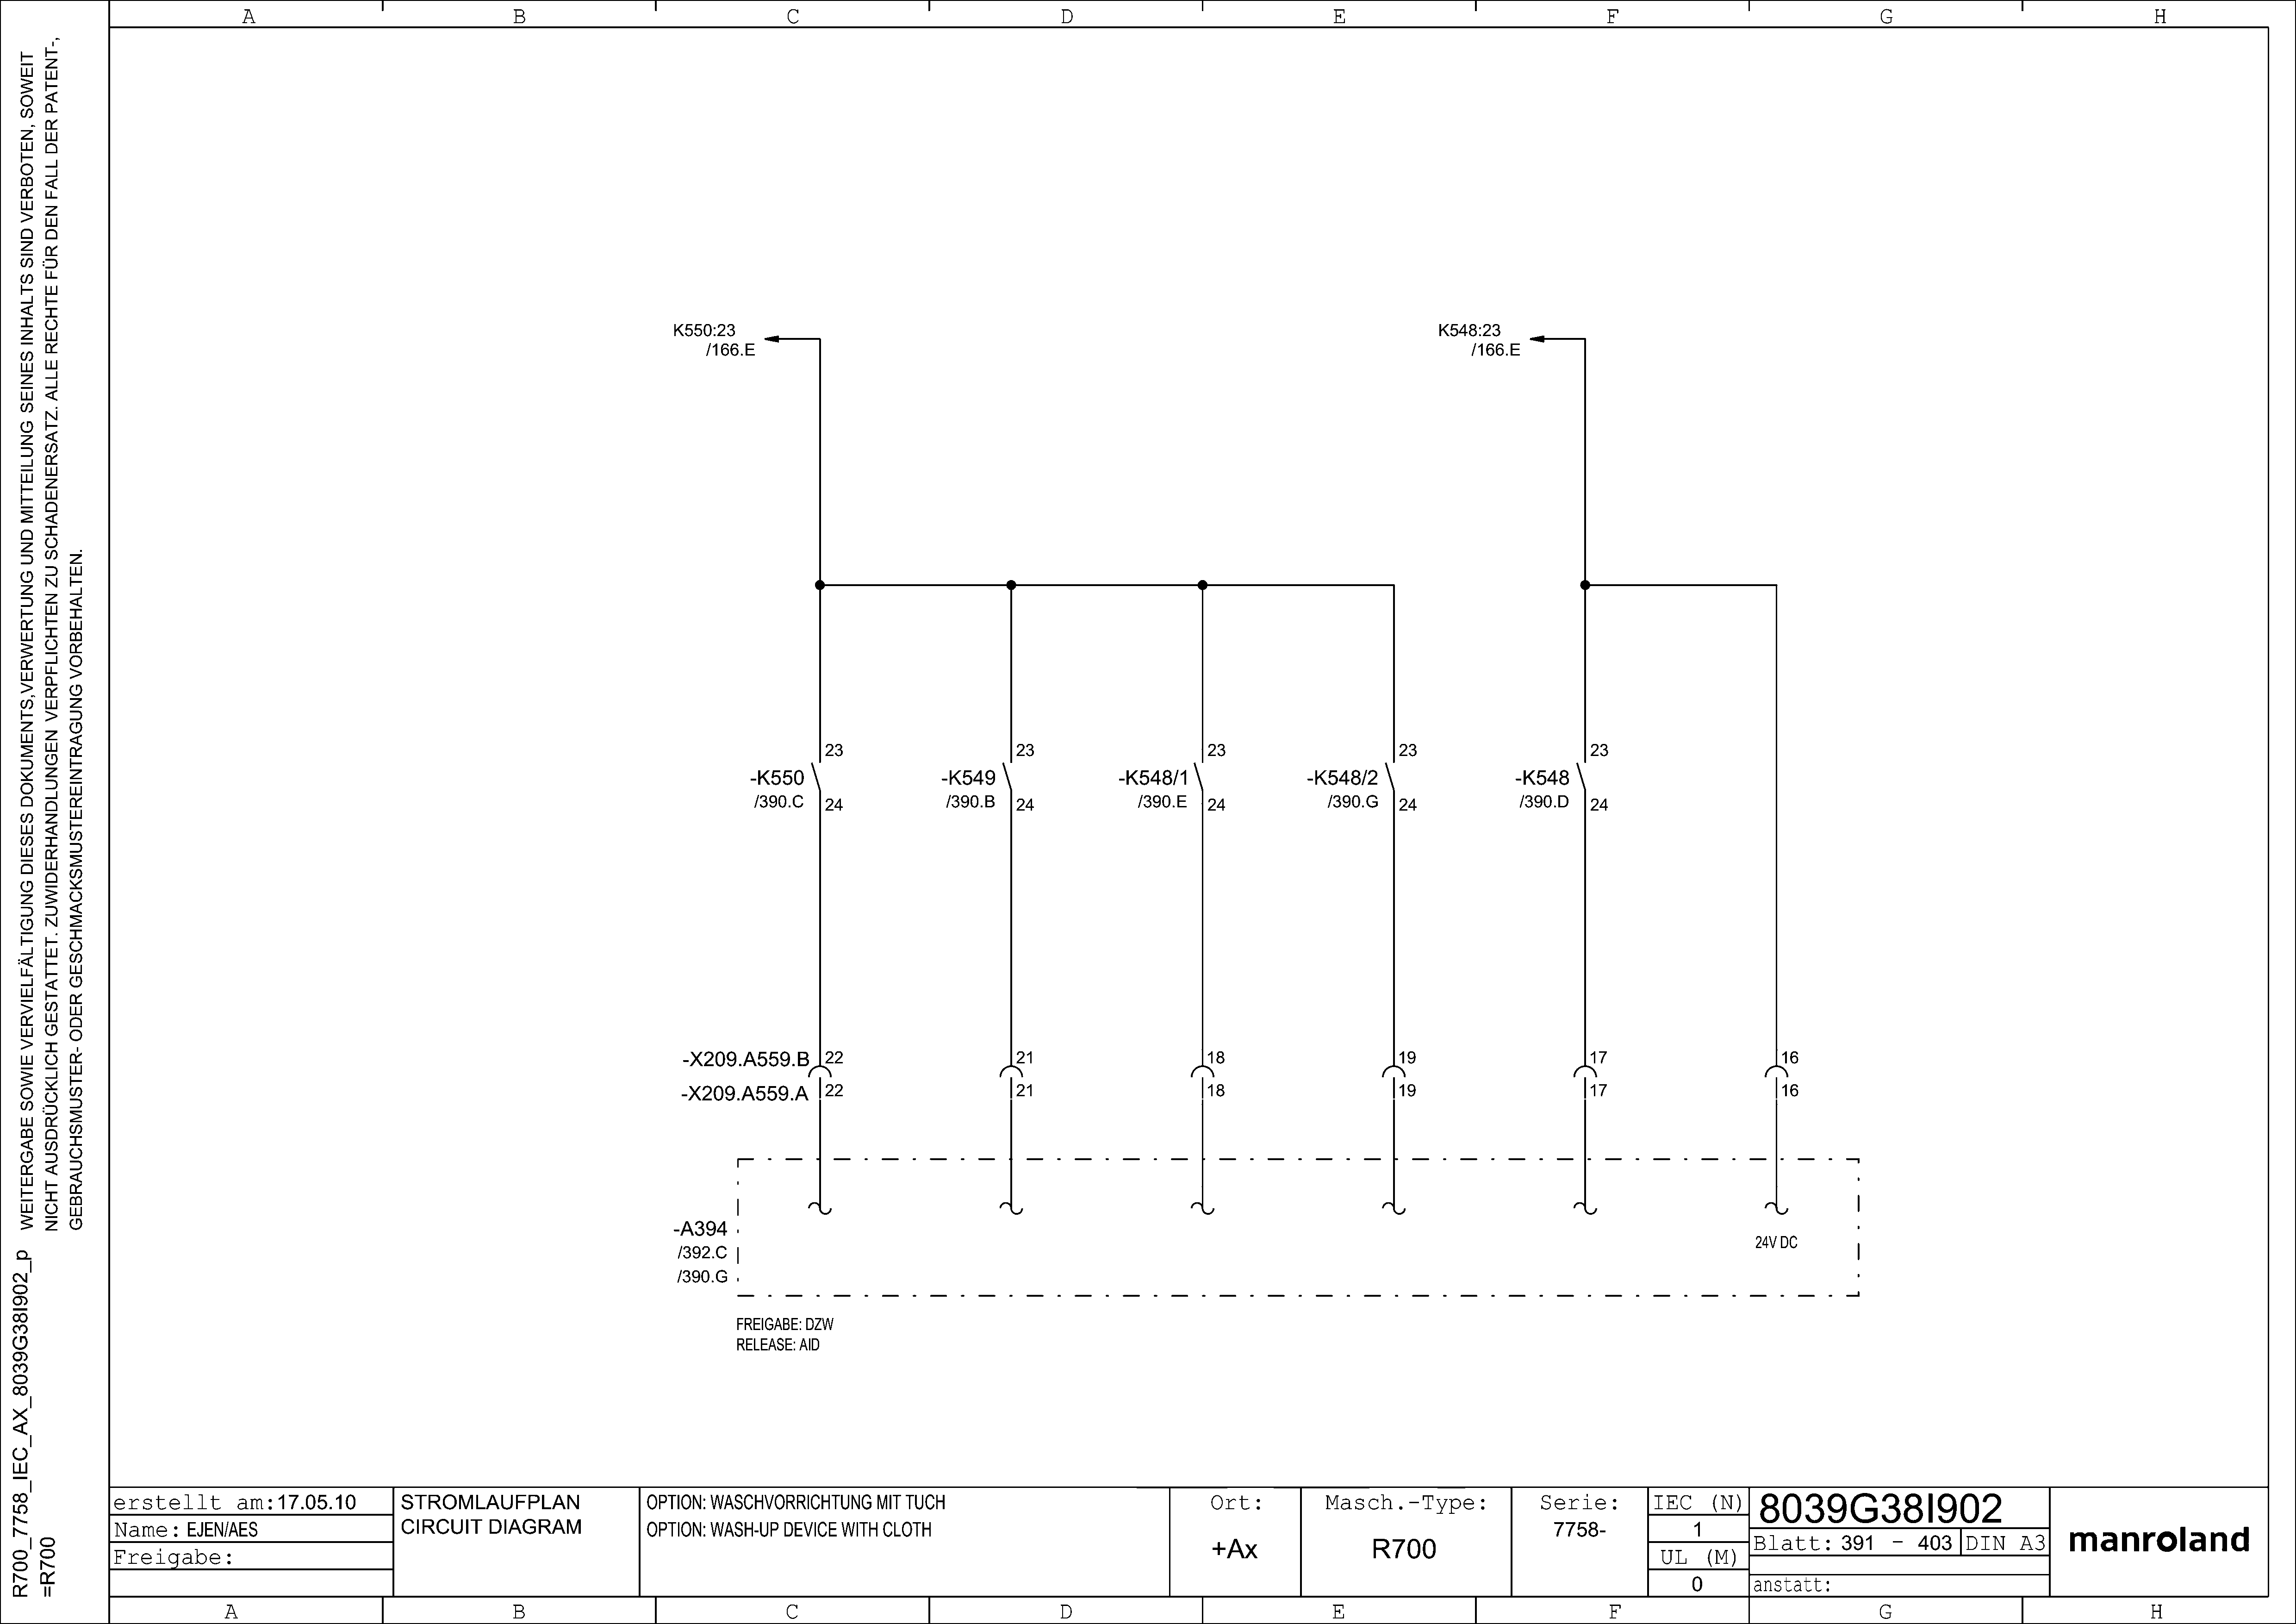 A B C D E F G H
WEITERGABE SOWIE VERVIELFÄLTIGUNG DIESES DOKUMENTS,VERWERTUNG UND MITTEILUNG SEINES INHALTS SIND VERBOTEN, SOWEIT
NICHT AUSDRÜCKLICH GESTATTET. ZUWIDERHANDLUNGEN VERPFLICHTEN ZU SCHADENERSATZ. ALLE RECHTE FÜR DEN FALL DER PATENT-,
GEBRAUCHSMUSTER- ODER GESCHMACKSMUSTEREINTRAGUNG VORBEHALTEN.
R700_7758_IEC_AX_8039G38I902_p
=R700
K550:23 K548:23
/166.E /166.E
23 23 23 23 23
-K550 -K549 -K548/1 -K548/2 -K548
/390.C /390.B /390.E /390.G /390.D
24 24 24 24 24
-X209.A559.B 22 21 18 19 17 16
-X209.A559.A 22 21 18 19 17 16
-A394
/392.C
/390.G
24V DC
FREIGABE: DZW
RELEASE: AID
erstellt am:17.05.10
Name: EJEN/AES
Freigabe:
STROMLAUFPLAN
CIRCUIT DIAGRAM
OPTION: WASCHVORRICHTUNG MIT TUCH
OPTION: WASH-UP DEVICE WITH CLOTH
Ort:
+Ax
Masch.-Type:
R700
Serie:
7758-
IEC (N)
1
UL (M)
0
8039G38I902
Blatt: 391 - 403 DIN A3
anstatt:
manroland
A B C D E F G H